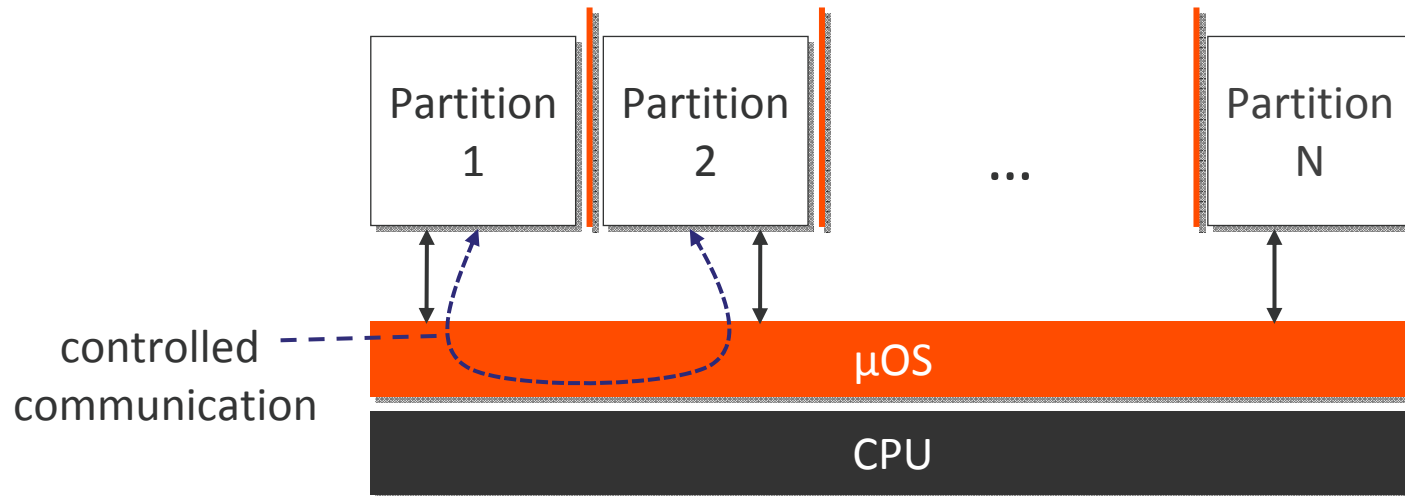 Partition
1
Partition
2
...
Partition
N
controlled
communication
μOS
CPU